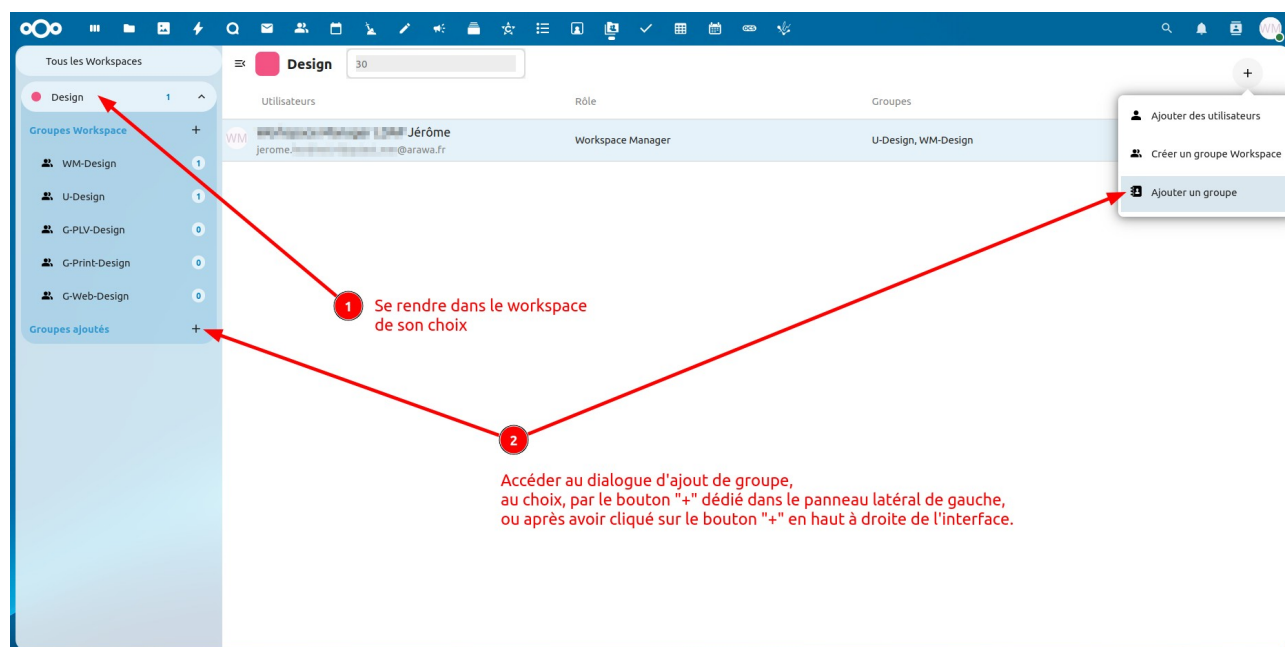 Tous les Workspaces
Design 30
Design 1
Utilisateurs Rôle Groupes
Ajouter des utilisateurs
Groupes Workspace +
WM Jérôme
jerome. @arawa.fr
Workspace Manager
U-Design, WM-Design
Créer un groupe Workspace
WM-Design 1
Ajouter un groupe
U-Design 1
G-PLV-Design 0
G-Print-Design 0
G-Web-Design 0
Groupes ajoutés +
1 Se rendre dans le workspace
de son choix
2
Accéder au dialogue d'ajout de groupe,
au choix, par le bouton "+" dédié dans le panneau latéral de gauche,
ou après avoir cliqué sur le bouton "+" en haut à droite de l'interface.
WM
+